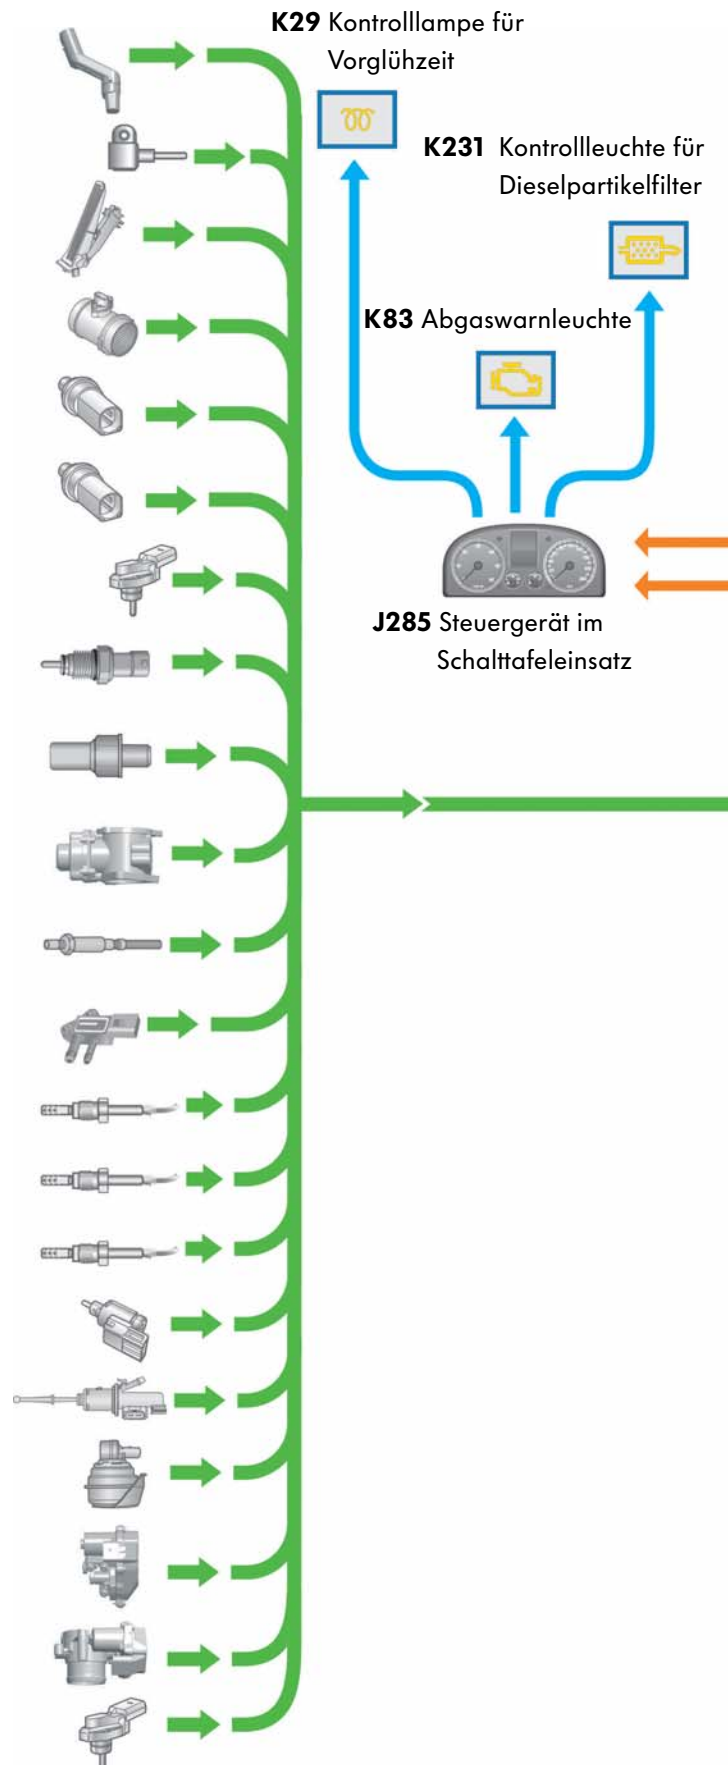 K29 Kontrolllampe für
Vorglühzeit
K231 Kontrollleuchte für
Dieselpartikelfilter
K83 Abgaswarnleuchte
J285 Steuergerät im
Schalttafeleinsatz